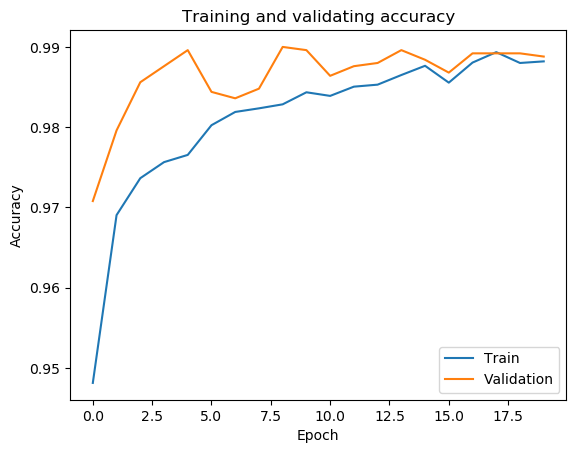 Training and validating accuracy
0.99
0.98
0.97
0.96
0.95
Accuracy
Train
Validation
0.0 2.5 5.0 7.5 10.0 12.5 15.0 17.5
Epoch